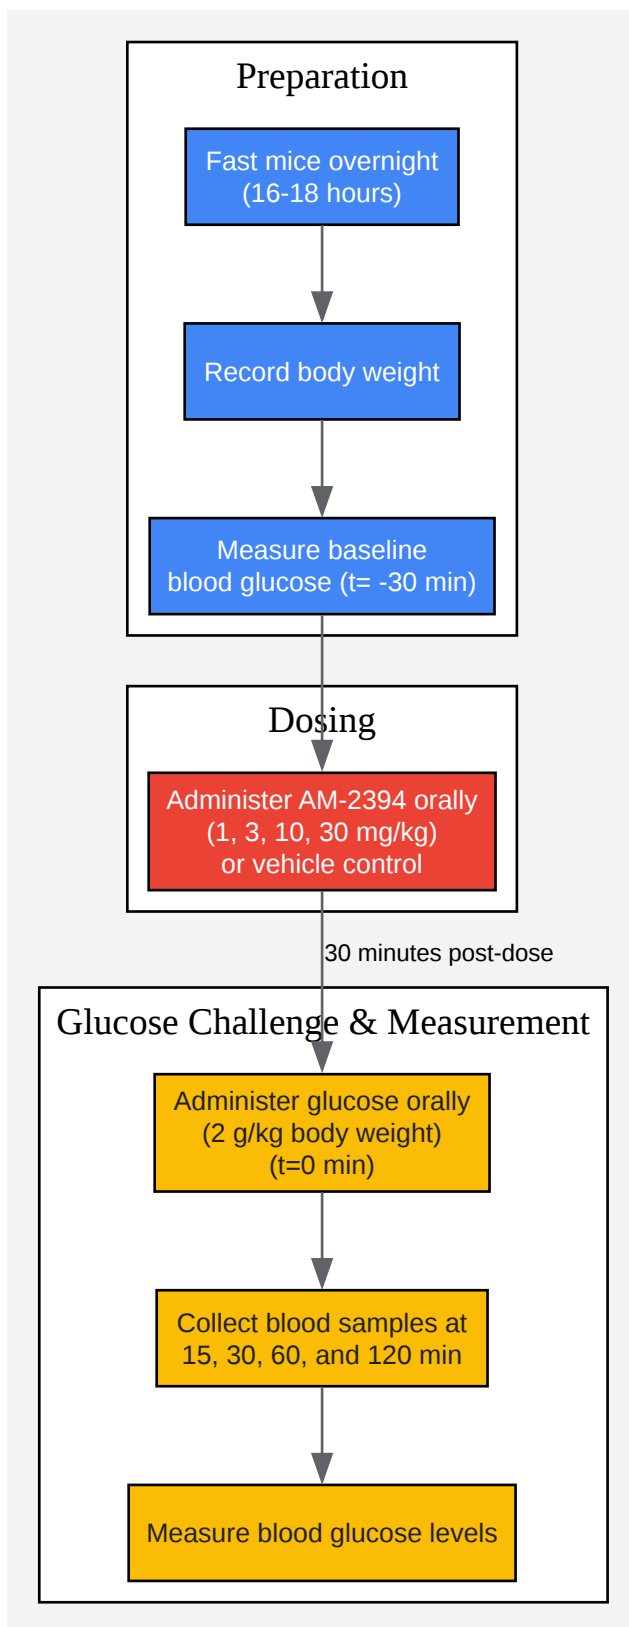 Preparation
Fast mice overnight
(16-18 hours)
Record body weight
Measure baseline
blood glucose (t= -30 min)
Dosing
Administer AM-2394 orally
(1, 3, 10, 30 mg/kg)
or vehicle control
30 minutes post-dose
Glucose Challenge & Measurement
Administer glucose orally
(2 g/kg body weight)
(t=0 min)
Collect blood samples at
15, 30, 60, and 120 min
Measure blood glucose levels